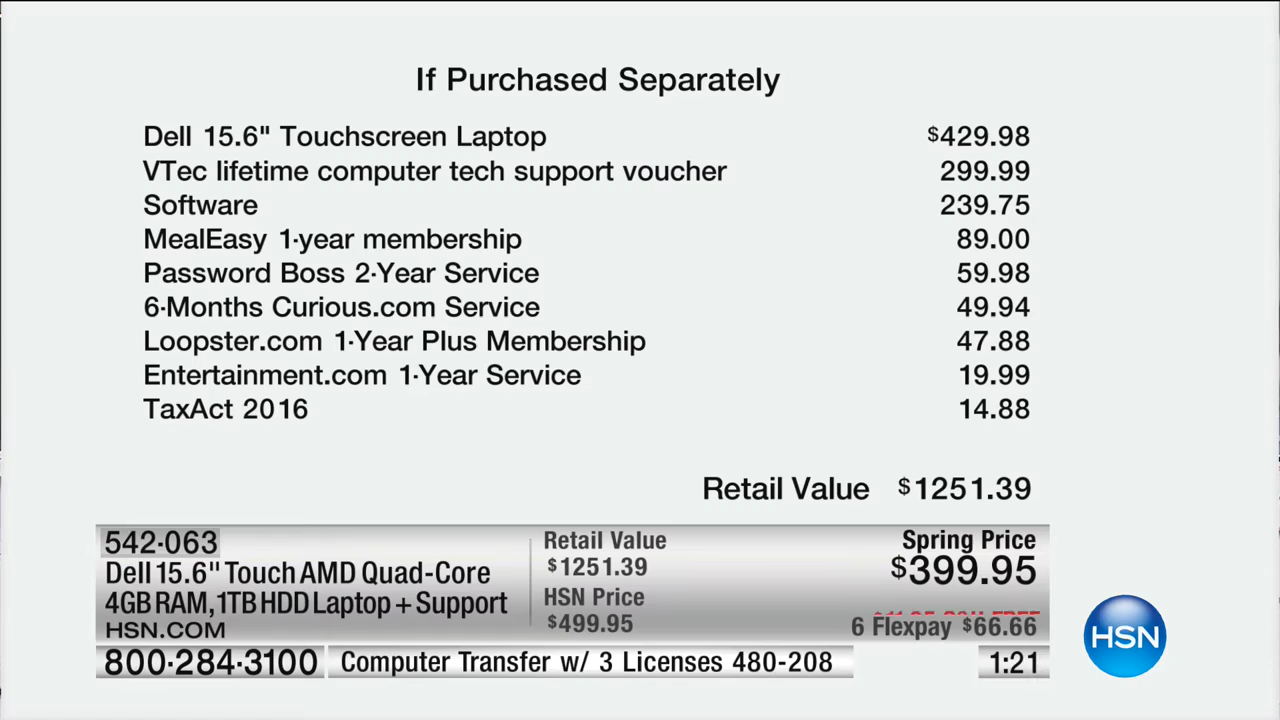 If Purchased Separately
Dell 15.6" Touchscreen Laptop $429.98
VTec lifetime computer tech support voucher 299.99
Software 239.75
MealEasy 1-year membership 89.00
Password Boss 2-Year Service 59.98
6-Months Curious.com Service 49.94
Loopster.com 1-Year Plus Membership 47.88
Entertainment.com 1-Year Service 19.99
TaxAct 2016 14.88
Retail Value $1251.39
542-063
Dell 15.6" Touch AMD Quad-Core
4GB RAM, 1TB HDD Laptop + Support
HSN.COM
Retail Value
$1251.39
HSN Price
$499.95
Spring Price
$399.95
6 Flexpay $66.66
HSN
800-284-3100 Computer Transfer w/ 3 Licenses 480-208 1:21